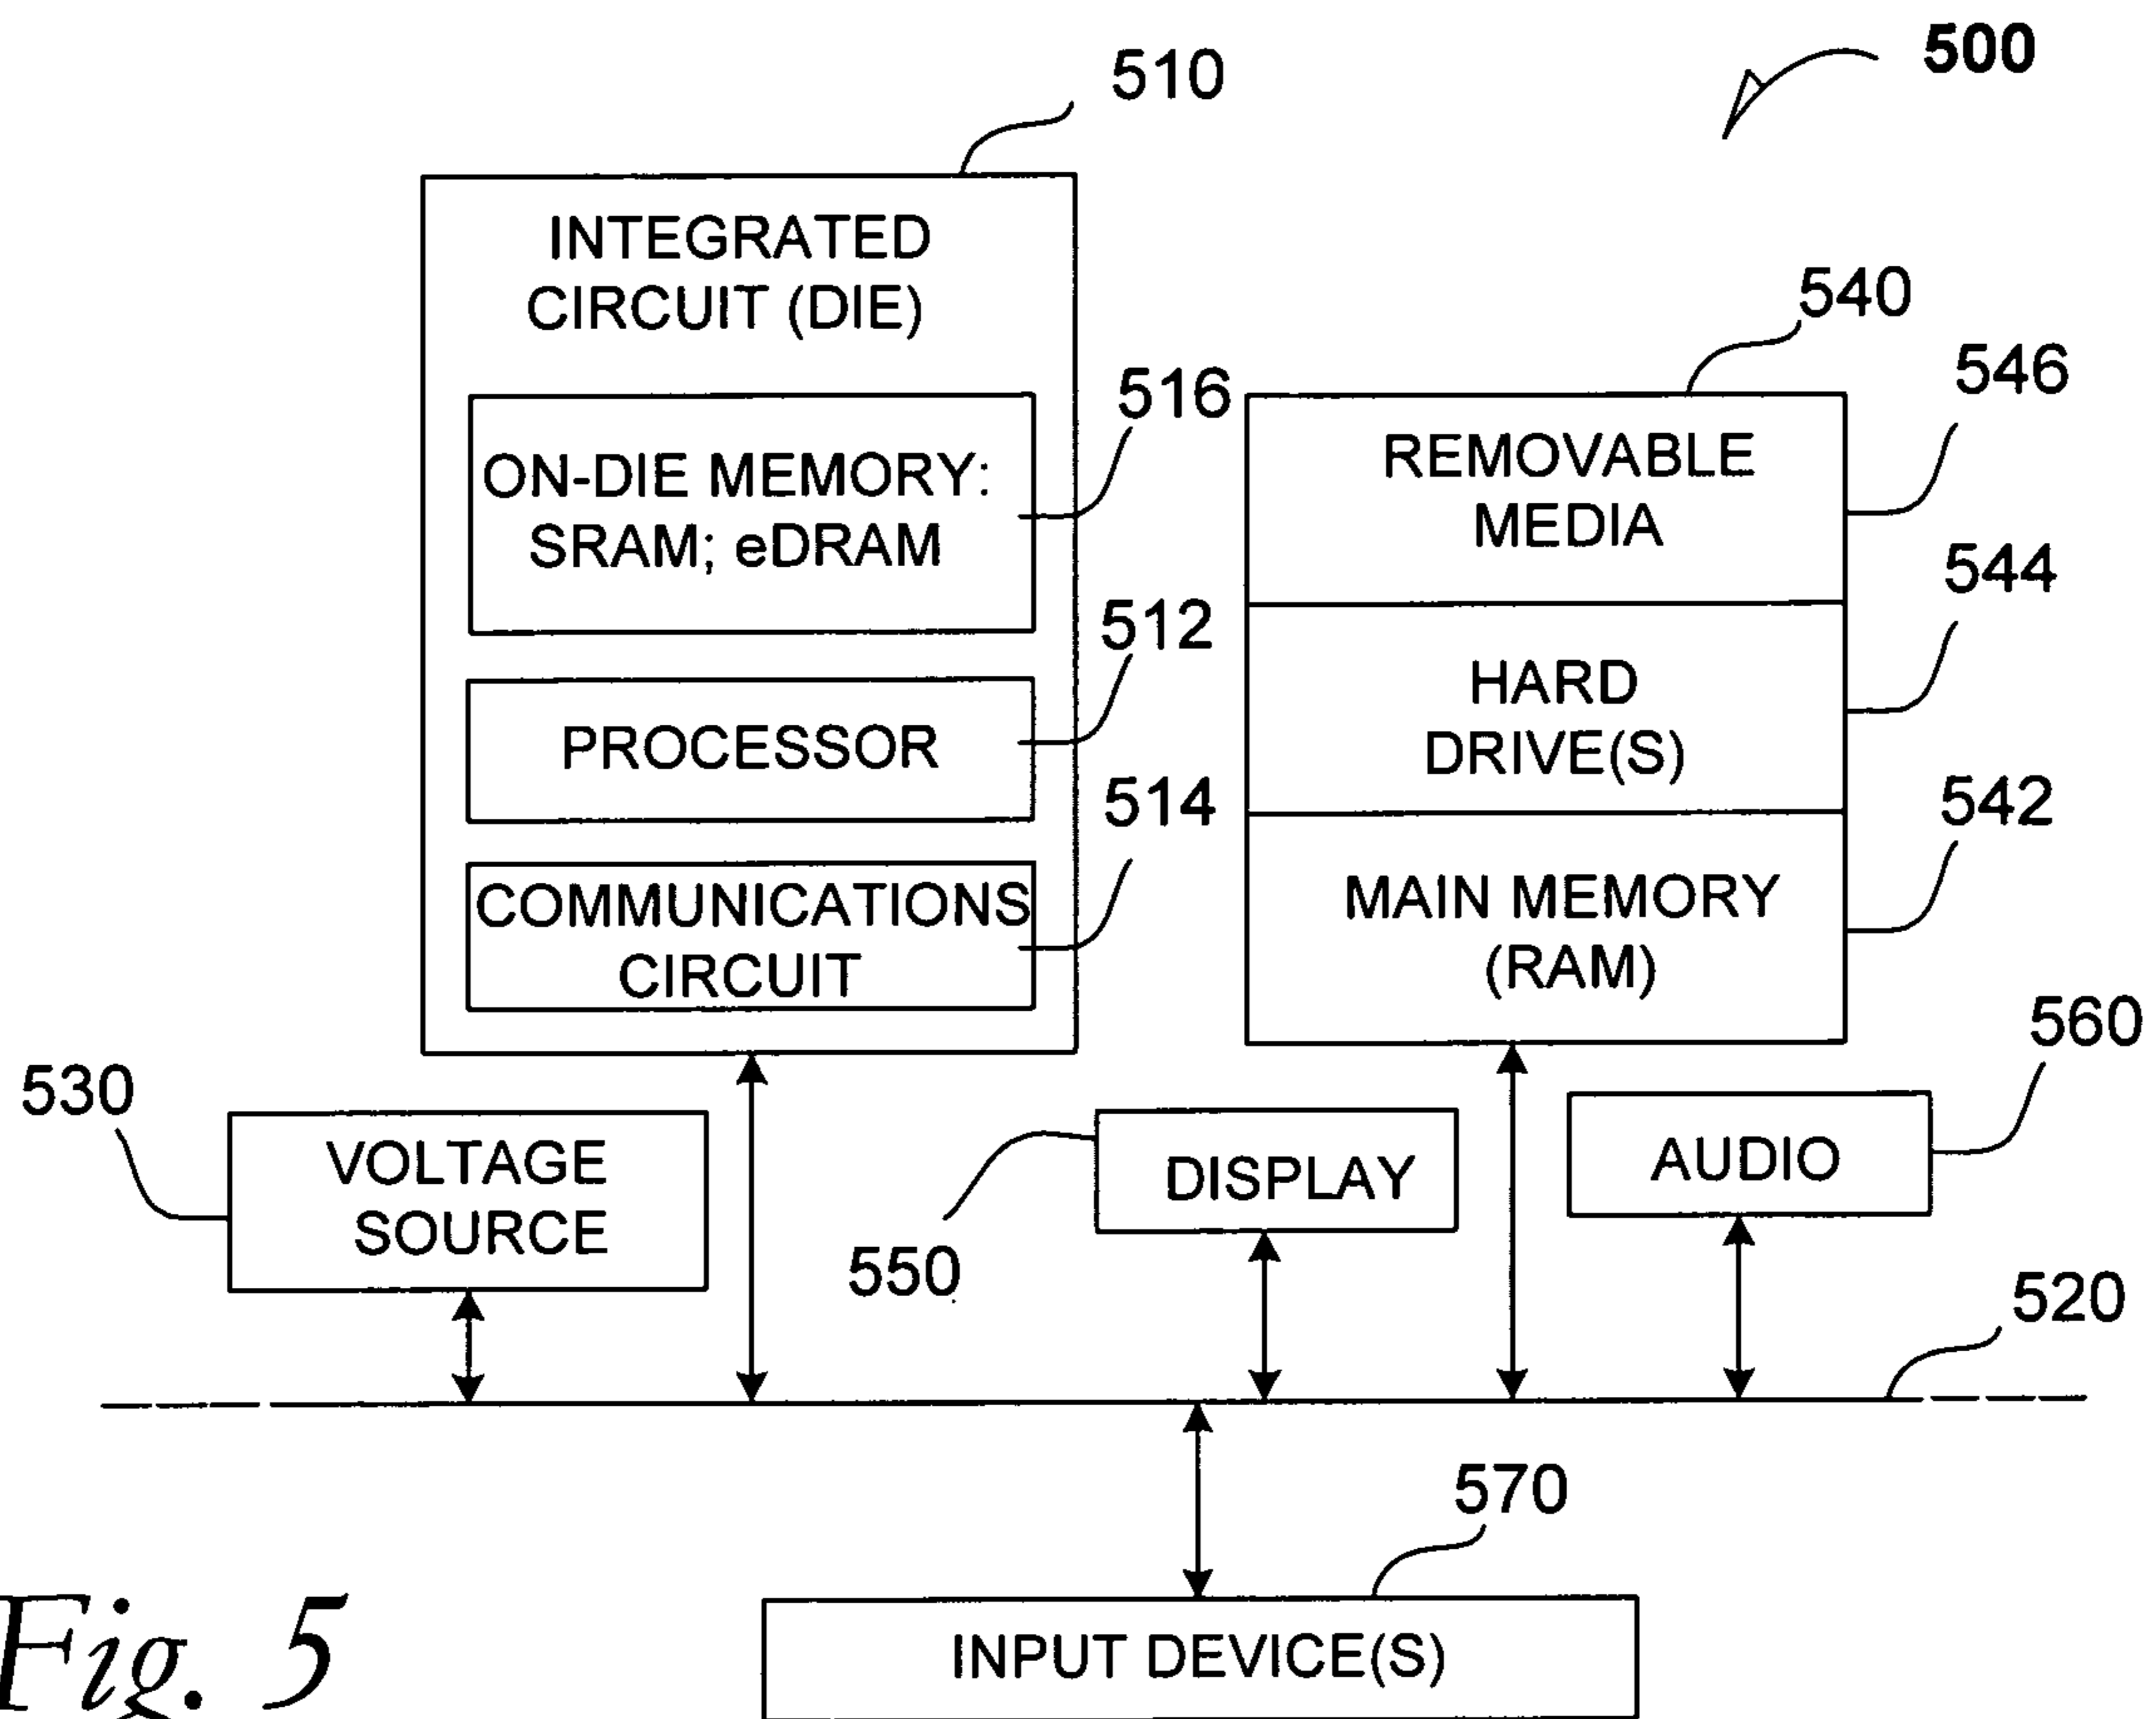 500
510
INTEGRATED
CIRCUIT (DIE)
516
ON-DIE MEMORY:
SRAM; eDRAM
512
PROCESSOR
514
COMMUNICATIONS
CIRCUIT
540
546
REMOVABLE
MEDIA
544
HARD
DRIVE(S)
542
MAIN MEMORY
(RAM)
530
VOLTAGE
SOURCE
550
DISPLAY
560
AUDIO
520
570
INPUT DEVICE(S)
Fig. 5